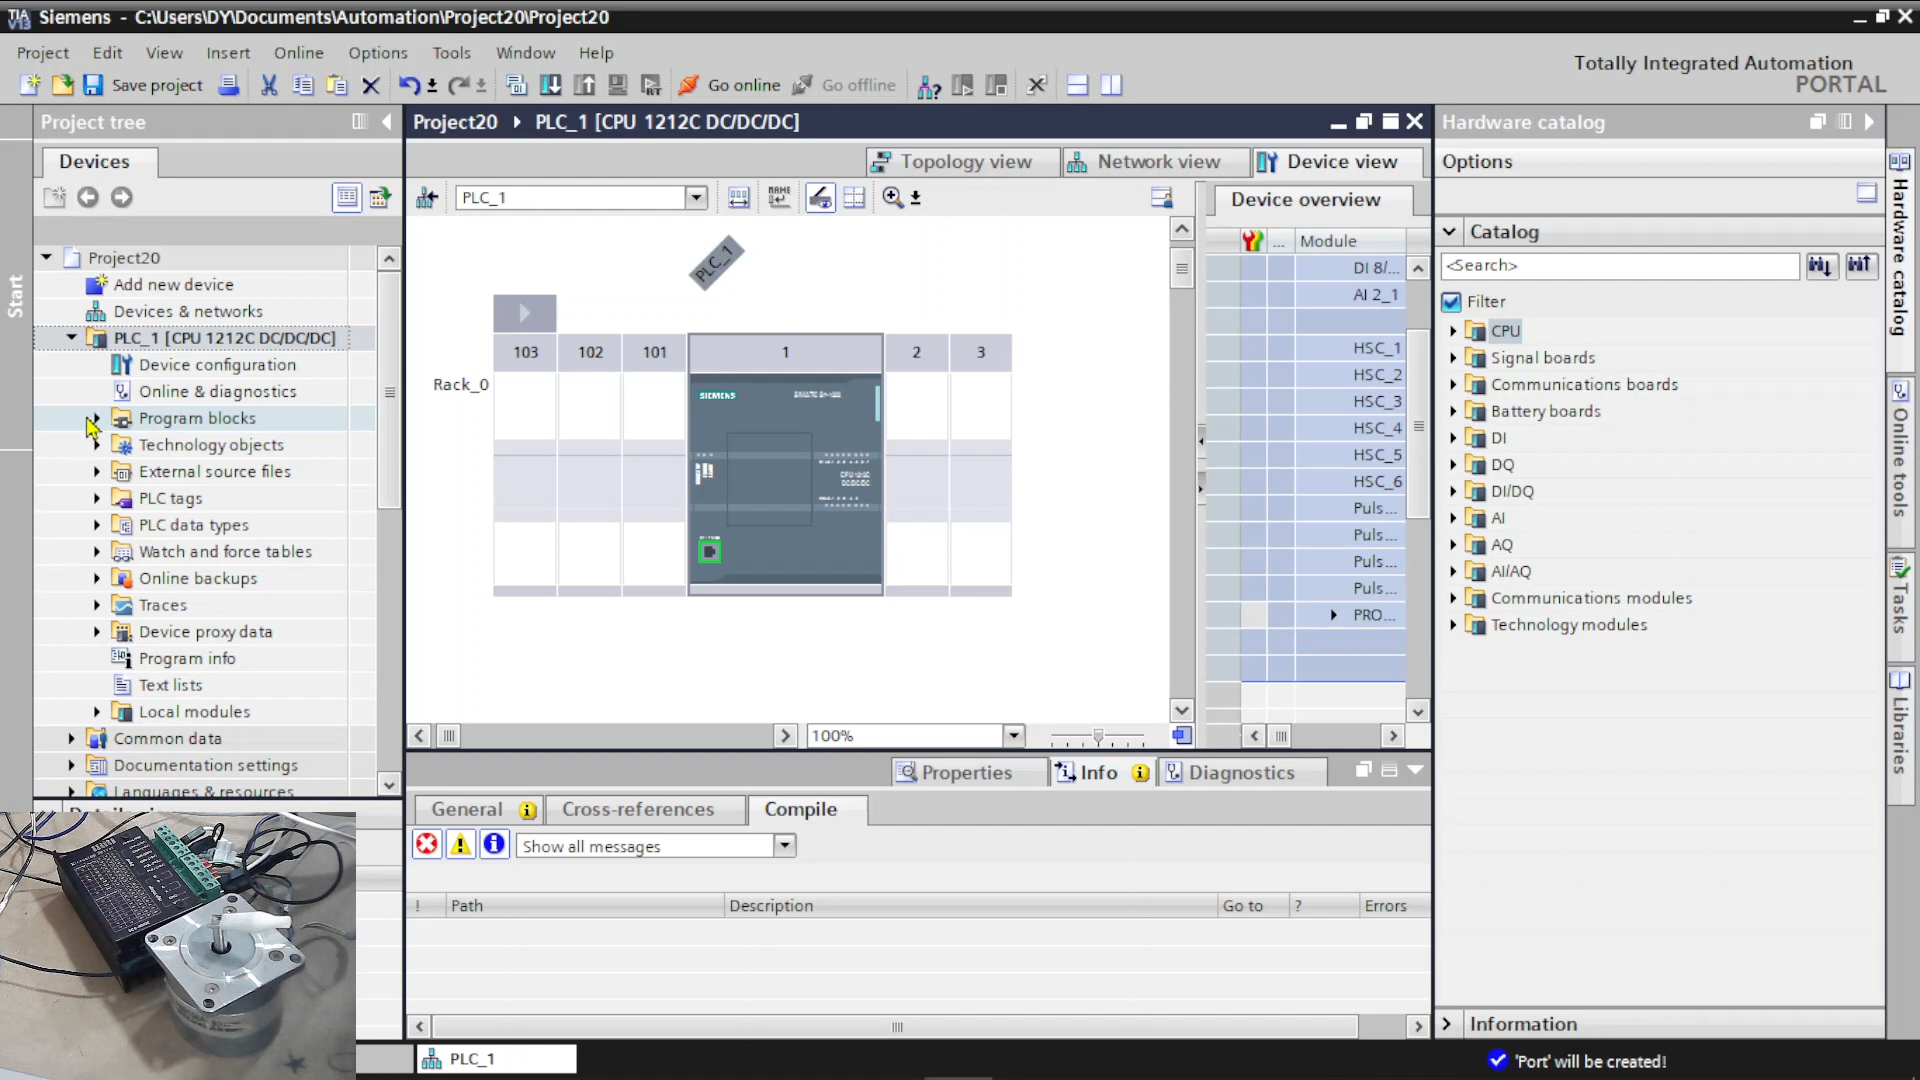 Siemens - C:\Users\DY\Documents\Automation\Project20\Project20
Project Edit View Insert Online Options Tools Window Help
Totally Integrated Automation
PORTAL
Save project
Go online
Go offline
Project tree
Devices
Start
Project20
Add new device
Devices & networks
PLC_1 [CPU 1212C DC/DC/DC]
Device configuration
Online & diagnostics
Program blocks
Technology objects
External source files
PLC tags
PLC data types
Watch and force tables
Online backups
Traces
Device proxy data
Program info
Text lists
Local modules
Common data
Documentation settings
Languages & resources
Project20 PLC_1 [CPU 1212C DC/DC/DC]
Topology view
Network view
Device view
PLC_1
PLC_1
103 102 101 1 2 3
Rack_0
SIEMENS
100%
Device overview
... Module
DI 8/...
AI 2_1
HSC_1
HSC_2
HSC_3
HSC_4
HSC_5
HSC_6
Puls...
Puls...
Puls...
Puls...
PRO...
Properties
Info
Diagnostics
General
Cross-references
Compile
Show all messages
! Path Description Go to ? Errors
PLC_1
Hardware catalog
Options
Catalog
<Search>
Filter
CPU
Signal boards
Communications boards
Battery boards
DI
DQ
DI/DQ
AI
AQ
AI/AQ
Communications modules
Technology modules
Information
Hardware catalog
Online tools
Tasks
Libraries
'Port' will be created!